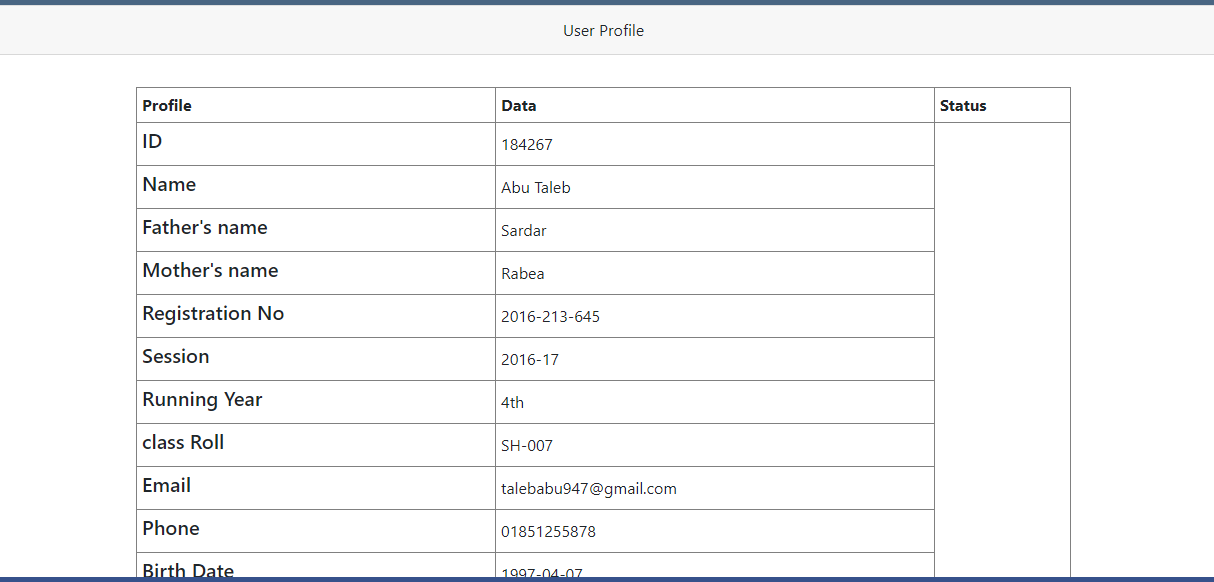 User Profile
Profile Data Status
ID 184267
Name Abu Taleb
Father's name Sardar
Mother's name Rabea
Registration No 2016-213-645
Session 2016-17
Running Year 4th
class Roll SH-007
Email talebabu947@gmail.com
Phone 01851255878
Birth Date 1997-04-07